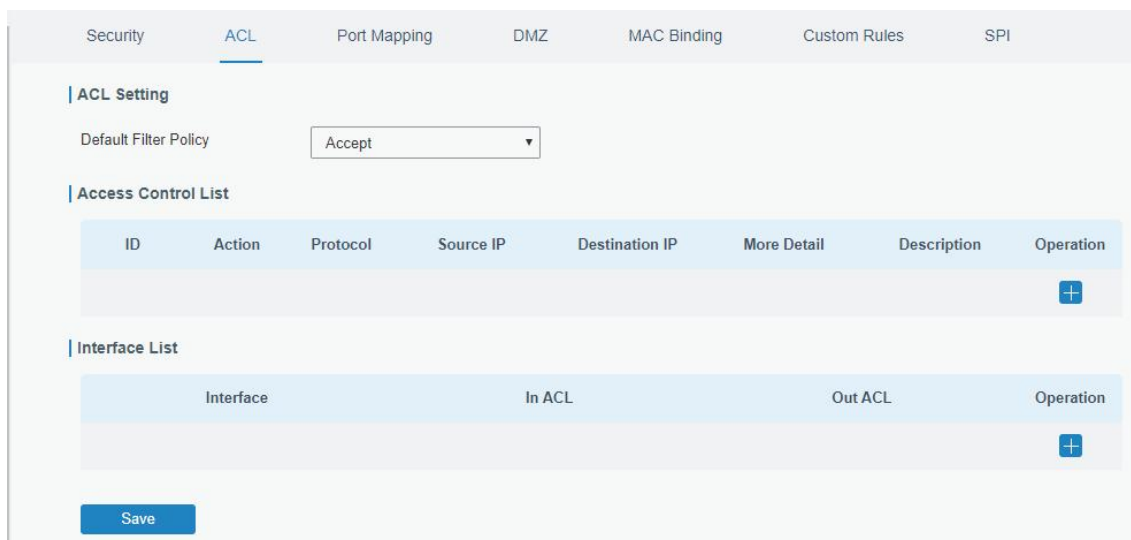 Security ACL Port Mapping DMZ MAC Binding Custom Rules SPI
ACL Setting
Default Filter Policy Accept
Access Control List
ID Action Protocol Source IP Destination IP More Detail Description Operation
Interface List
Interface In ACL Out ACL Operation
Save